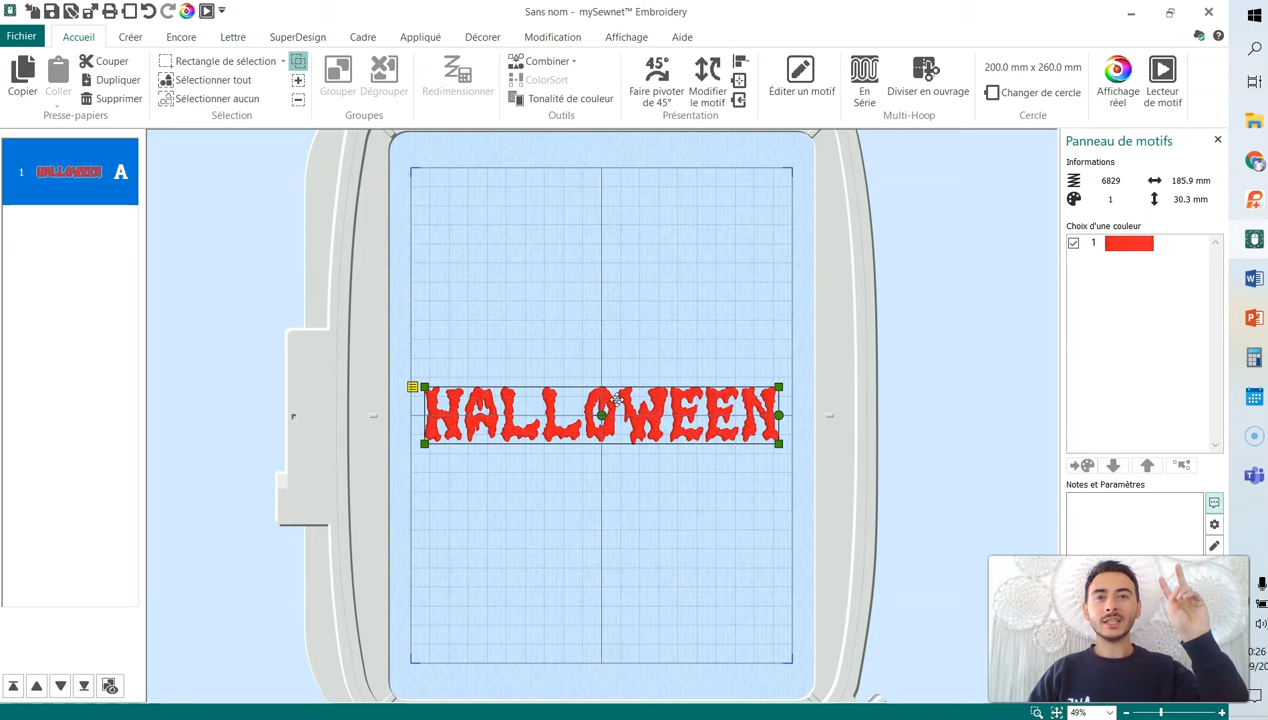 Sans nom - mySewnet™ Embroidery
Fichier Accueil Créer Encore Lettre SuperDesign Cadre Appliqué Décorer Modification Affichage Aide
Copier
Coller
Couper
Dupliquer
Supprimer
Presse-papiers
Rectangle de sélection
Sélectionner tout
Sélectionner aucun
Sélection
Grouper
Dégrouper
Groupes
Redimensionner
Combiner
ColorSort
Tonalité de couleur
Outils
Faire pivoter de 45°
45°
Modifier le motif
Présentation
Éditer un motif
En Série
Diviser en ouvrage
Multi-Hoop
200.0 mm x 260.0 mm
Changer de cercle
Cercle
Affichage réel
Lecteur de motif
1 HALLOWEEN A
HALLOWEEN
Panneau de motifs
Informations
6829 185.9 mm
1 30.3 mm
Choix d'une couleur
1
Notes et Paramètres
49%